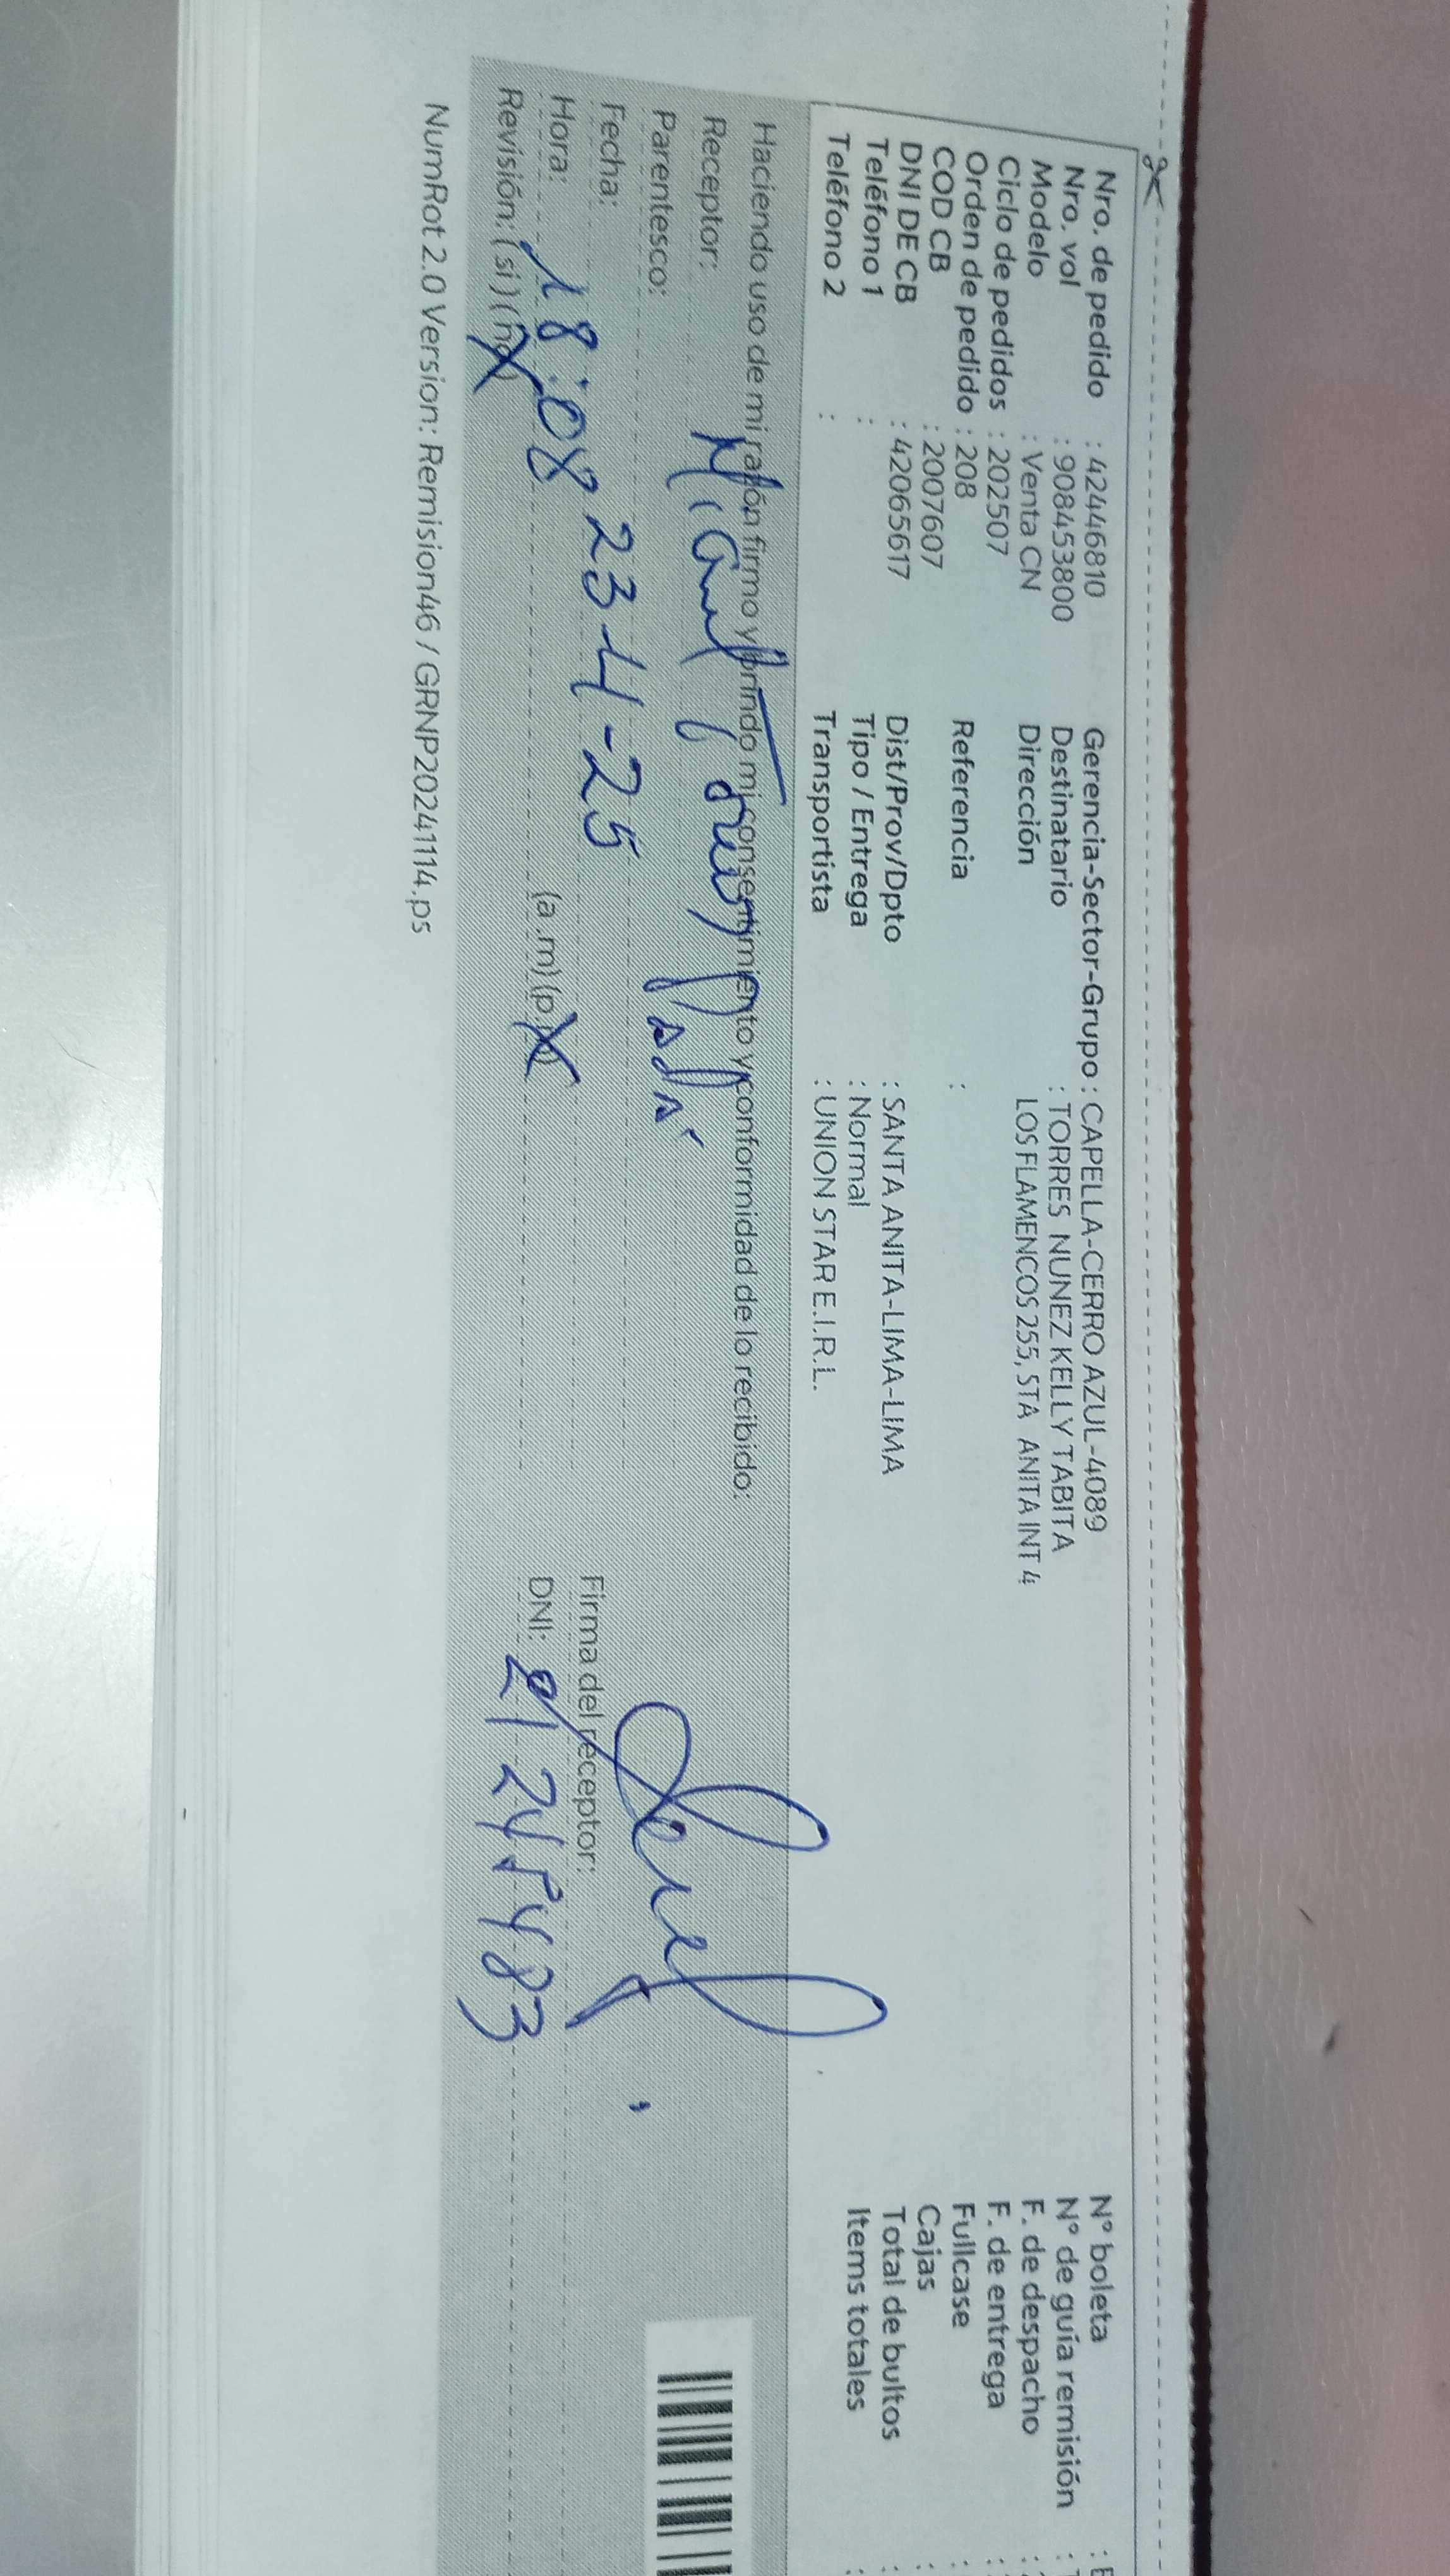 Nro. de pedido : 42446810
Nro. vol : 908453800
Modelo : Venta CN
Ciclo de pedidos : 202507
Orden de pedido : 208
COD CB : 2007607
DNI DE CB : 42065617
Teléfono 1 :
Teléfono 2 :
Gerencia-Sector-Grupo : CAPELLA-CERRO AZUL-4089
Destinatario : TORRES NUNEZ KELLY TABITA
Dirección LOS FLAMENCOS 255, STA ANITA INT 4
Referencia :
Dist/Prov/Dpto : SANTA ANITA-LIMA-LIMA
Tipo / Entrega : Normal
Transportista : UNION STAR E.I.R.L.
N° boleta :
N° de guía remisión :
F. de despacho :
F. de entrega :
Fullcase :
Cajas :
Total de bultos :
Items totales :
Haciendo uso de mi razón firmo y brindo mi consentimiento y conformidad de lo recibido:
Receptor:
Parentesco:
Fecha: 23-4-25
Hora: 18:08 (a.m) (p.m)
Revisión: (si) (no)
Firma del receptor:
DNI:
NumRot 2.0 Version: Remision46 / GRNP20241114.ps